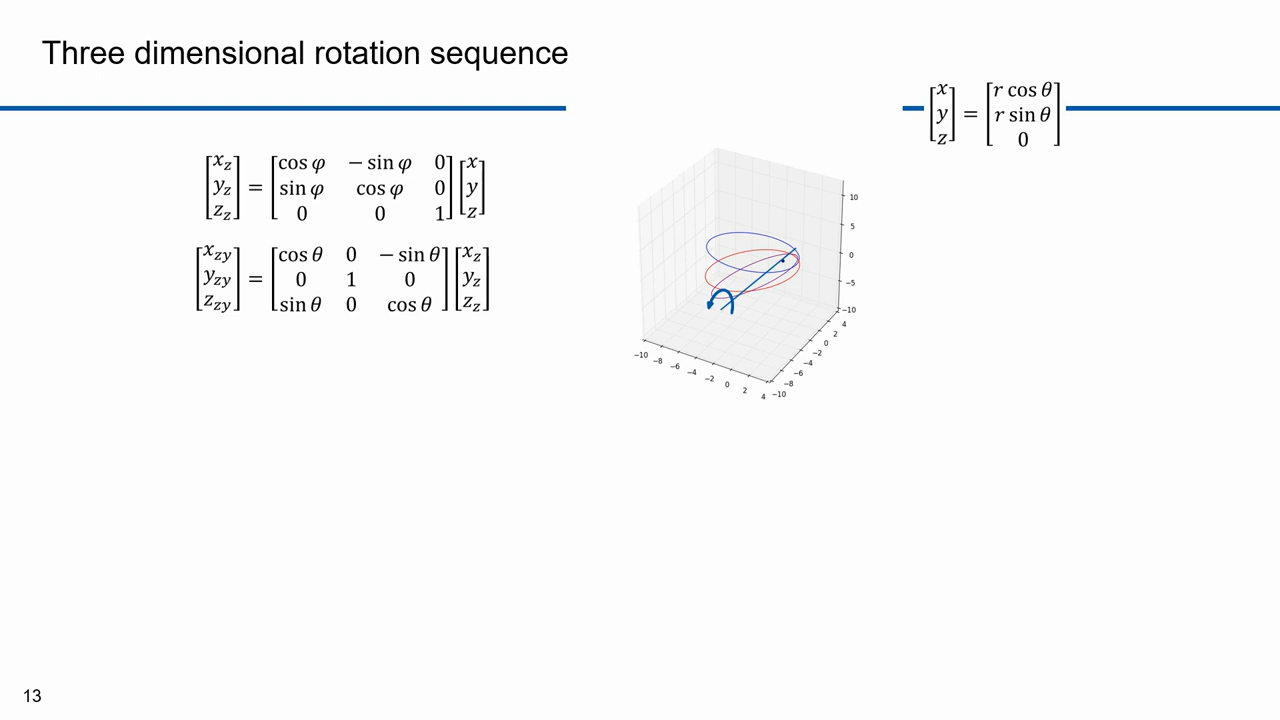 Three dimensional rotation sequence
[x y z] = [r cos θ r sin θ 0]
[x_z y_z z_z] = [cos φ − sin φ 0 sin φ cos φ 0 0 0 1] [x y z]
[x_zy y_zy z_zy] = [cos θ 0 − sin θ 0 1 0 sin θ 0 cos θ] [x_z y_z z_z]
10
5
0
−5
−10
−10 −8 −6 −4 −2 0 2 4
−10 −8 −6 −4 −2 0 2 4
13